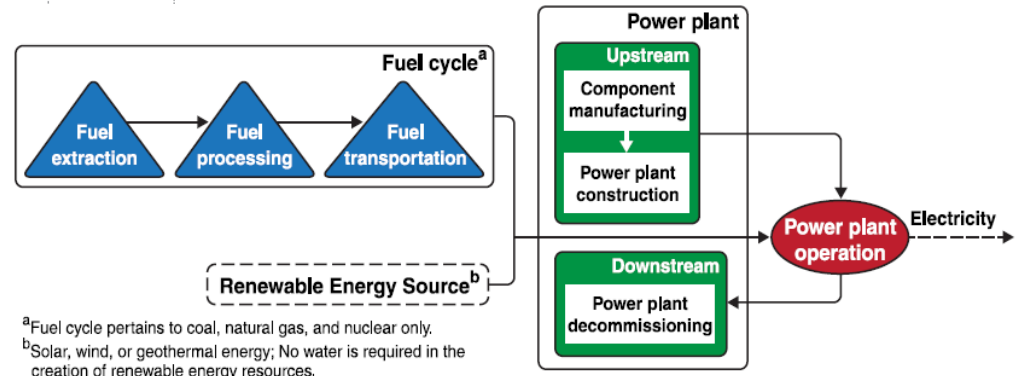 Power plant
Fuel cycleª
Upstream
Component
manufacturing
Fuel
extraction
Fuel
processing
Fuel
transportation
Power plant
construction
Power plant
operation
Electricity
Downstream
Renewable Energy Sourceᵇ
Power plant
decommissioning
ªFuel cycle pertains to coal, natural gas, and nuclear only.
ᵇSolar, wind, or geothermal energy; No water is required in the
creation of renewable energy resources.